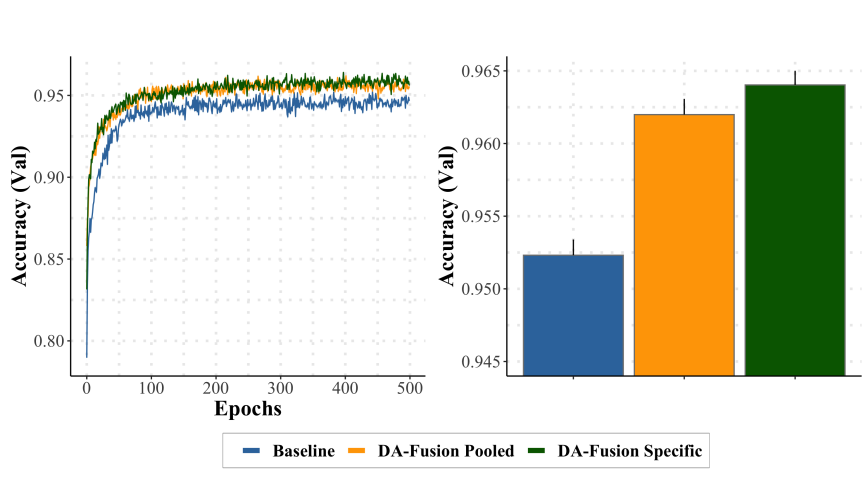 Accuracy (Val)
0.95
0.90
0.85
0.80
0
100
200
300
400
500
Epochs
Accuracy (Val)
0.965
0.960
0.955
0.950
0.945
Baseline
DA-Fusion Pooled
DA-Fusion Specific